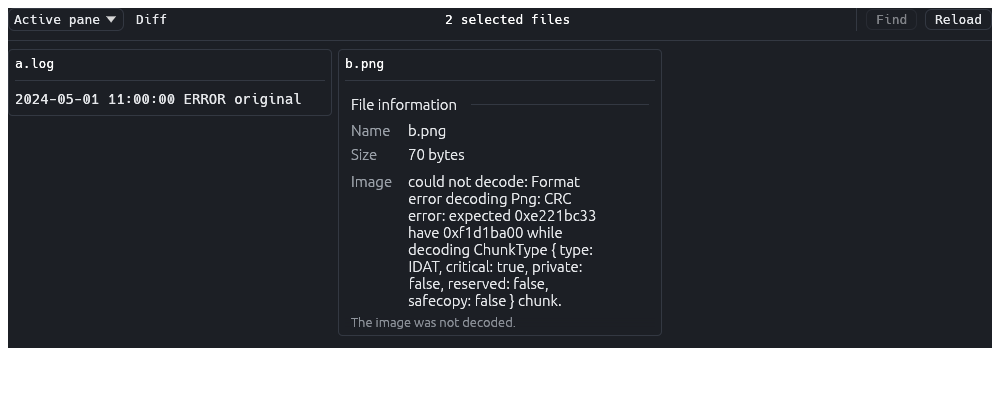 Active pane ▼ Diff 2 selected files Find Reload
a.log
2024-05-01 11:00:00 ERROR original
b.png
File information
Name b.png
Size 70 bytes
Image could not decode: Format
error decoding Png: CRC
error: expected 0xe221bc33
have 0xf1d1ba00 while
decoding ChunkType { type:
IDAT, critical: true, private:
false, reserved: false,
safecopy: false } chunk.
The image was not decoded.